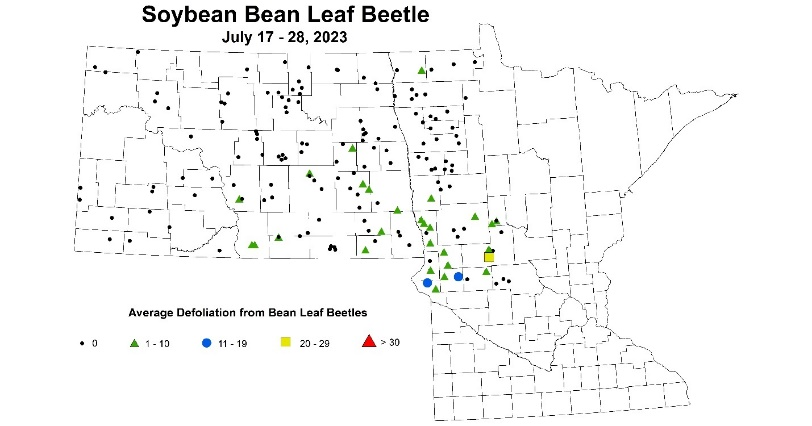 Soybean Bean Leaf Beetle
July 17 - 28, 2023
Average Defoliation from Bean Leaf Beetles
0 1 - 10 11 - 19 20 - 29 > 30